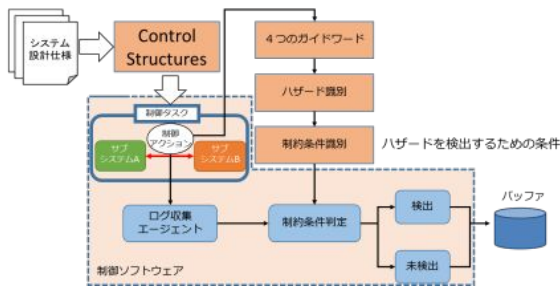 システム
設計仕様
Control
Structures
4つのガイドワード
ハザード識別
制約条件識別
ハザードを検出するための条件
制御タスク
制御
アクション
サブ
システムA
サブ
システムB
ログ収集
エージェント
制約条件判定
検出
未検出
バッファ
制御ソフトウェア